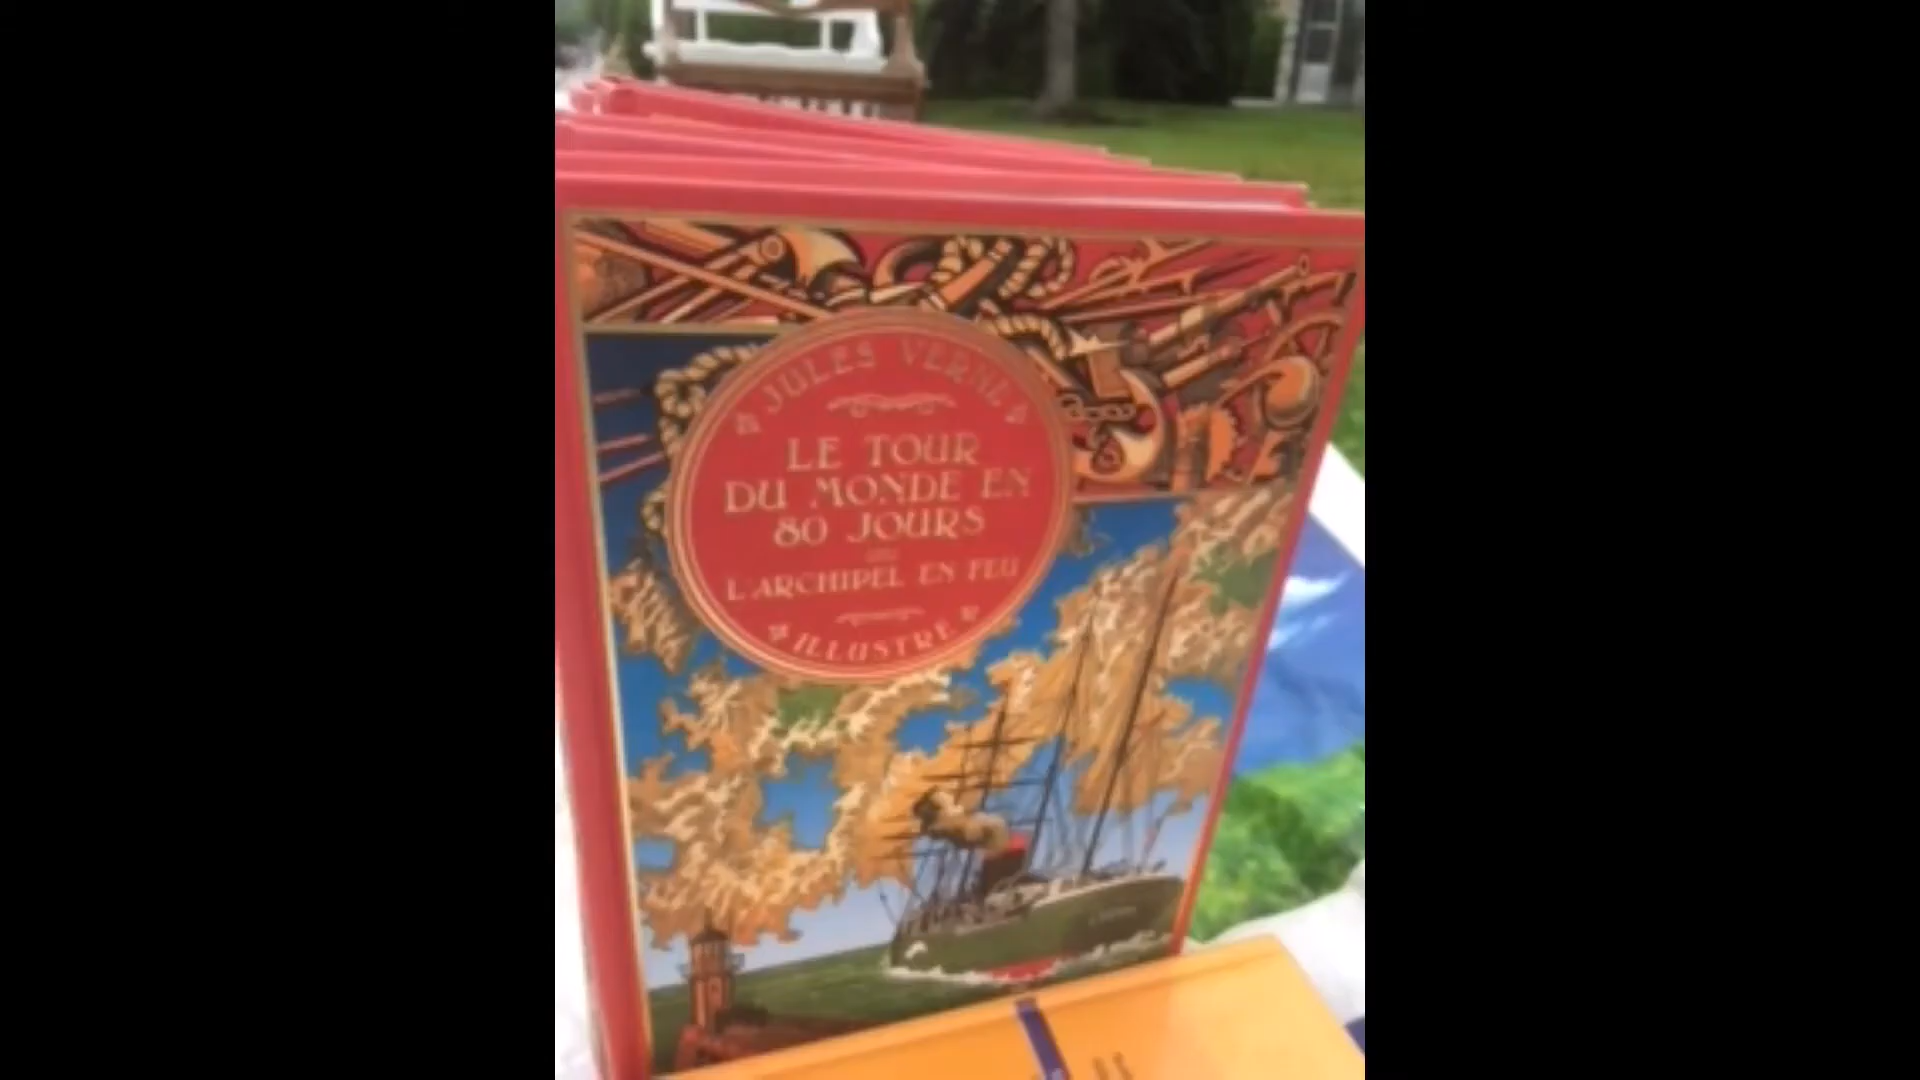 JULES VERNE
LE TOUR
DU MONDE EN
80 JOURS
L'ARCHIPEL EN FEU
ILLUSTRÉ